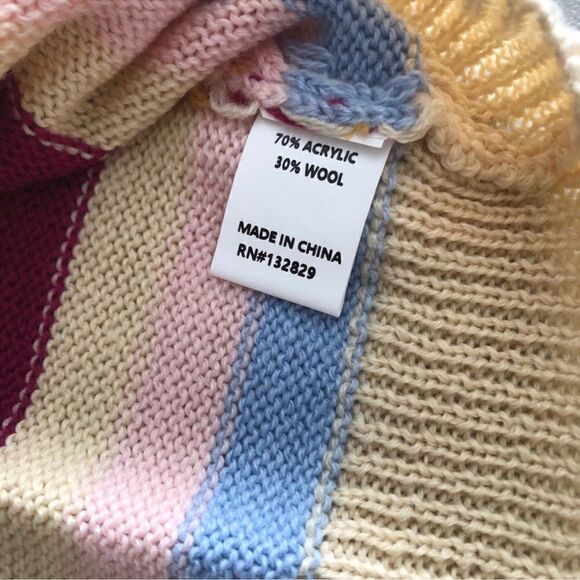 70% ACRYLIC
30% WOOL
MADE IN CHINA
RN#132829